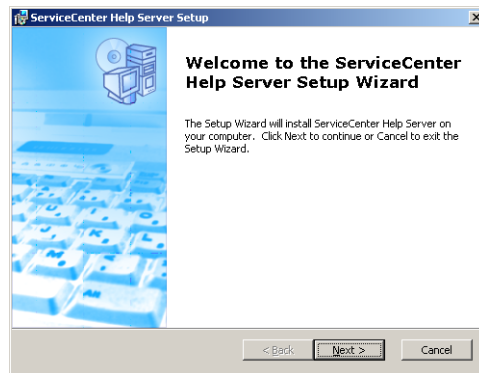 ServiceCenter Help Server Setup
Welcome to the ServiceCenter
Help Server Setup Wizard
The Setup Wizard will install ServiceCenter Help Server on
your computer. Click Next to continue or Cancel to exit the
Setup Wizard.
< Back Next > Cancel